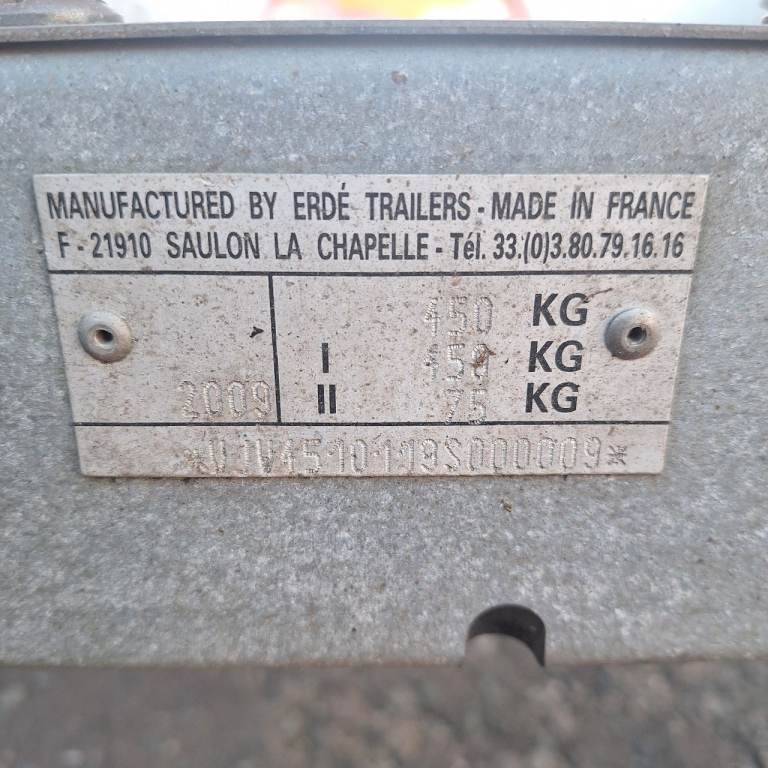 MANUFACTURED BY ERDÉ TRAILERS - MADE IN FRANCE
F - 21910 SAULON LA CHAPELLE - Tél. 33.(0)3.80.79.16.16
450 KG
I 450 KG
2009 II 75 KG